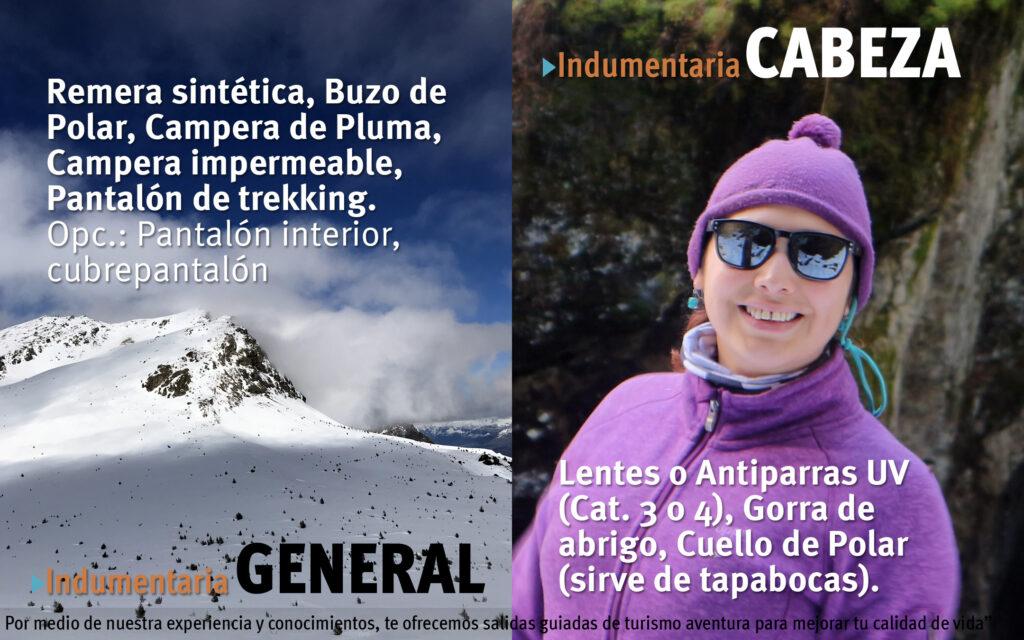 Remera sintética, Buzo de
Polar, Campera de Pluma,
Campera impermeable,
Pantalón de trekking.
Opc.: Pantalón interior,
cubrepantalón
Indumentaria GENERAL
Indumentaria CABEZA
Lentes o Antiparras UV
(Cat. 3 o 4), Gorra de
abrigo, Cuello de Polar
(sirve de tapabocas).
Por medio de nuestra experiencia y conocimientos, te ofrecemos salidas guiadas de turismo aventura para mejorar tu calidad de vida”